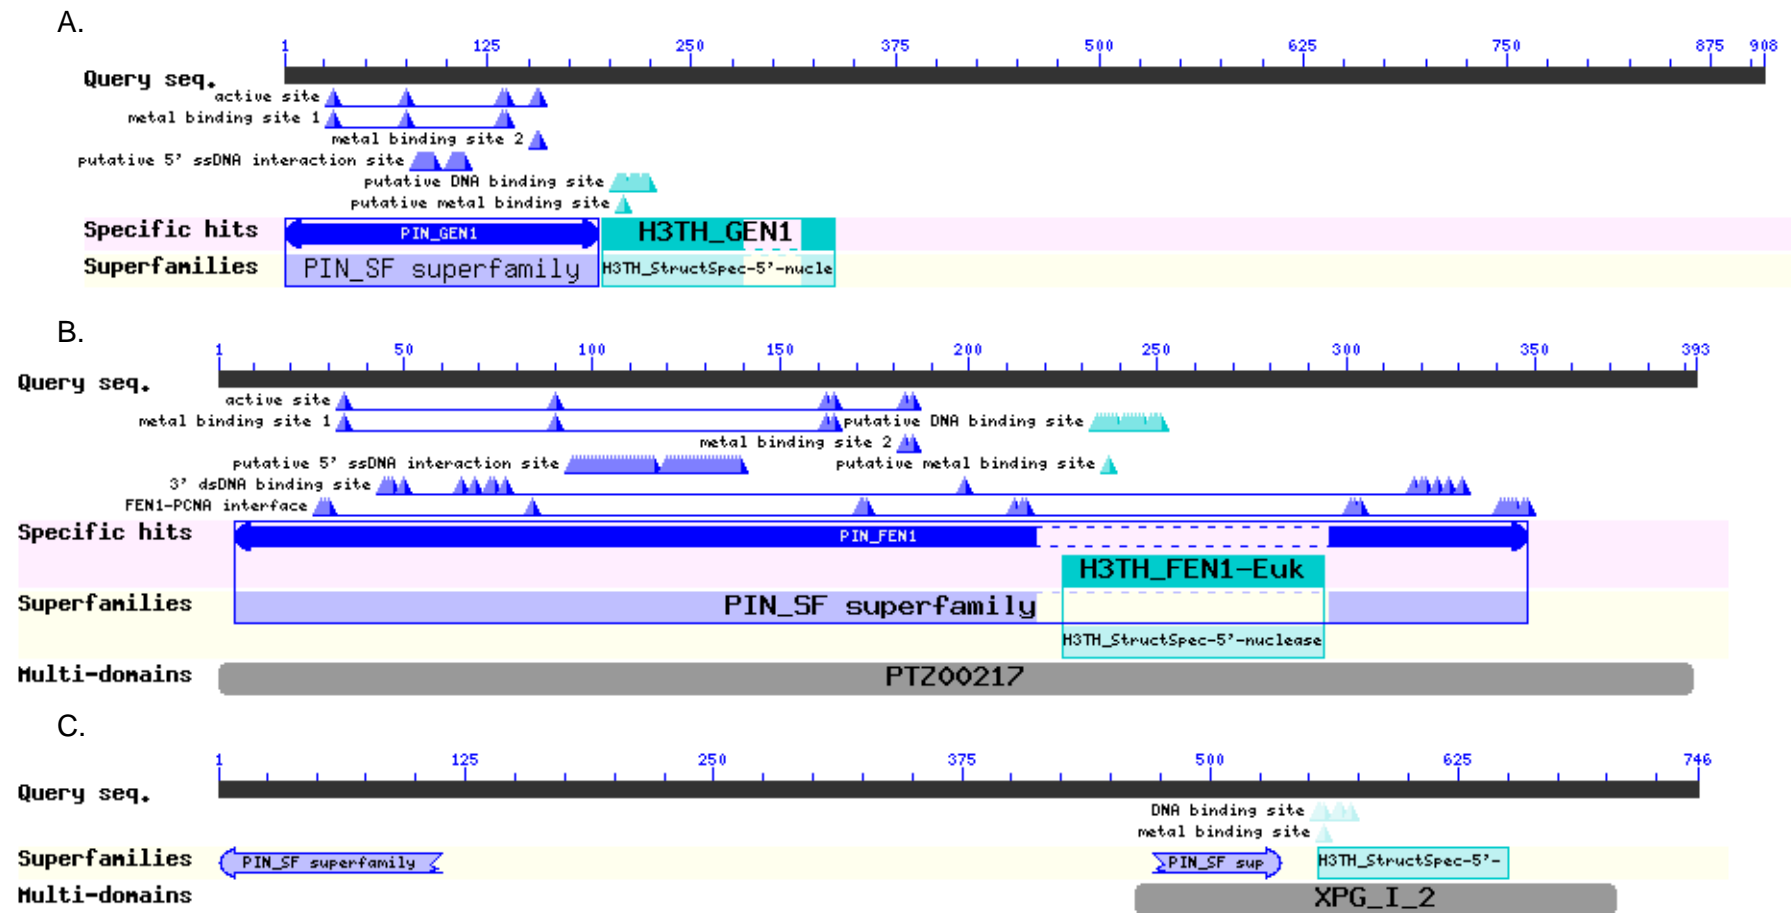 A.
1 125 250 375 500 625 750 875 908
Query seq.
active site
metal binding site 1
metal binding site 2
putative 5' ssDNA interaction site
putative DNA binding site
putative metal binding site
Specific hits PIN_GEN1 H3TH_GEN1
Superfamilies PIN_SF superfamily H3TH_StructSpec-5'-nucle
B.
1 50 100 150 200 250 300 350 393
Query seq.
active site
metal binding site 1 putative DNA binding site
metal binding site 2
putative 5' ssDNA interaction site putative metal binding site
3' dsDNA binding site
FEN1-PCNA interface
Specific hits PIN_FEN1
H3TH_FEN1-Euk
Superfamilies PIN_SF superfamily
H3TH_StructSpec-5'-nuclease
Multi-domains PTZ00217
C.
1 125 250 375 500 625 746
Query seq.
DNA binding site
metal binding site
Superfamilies PIN_SF superfamily PIN_SF sup H3TH_StructSpec-5'-
Multi-domains XPG_I_2